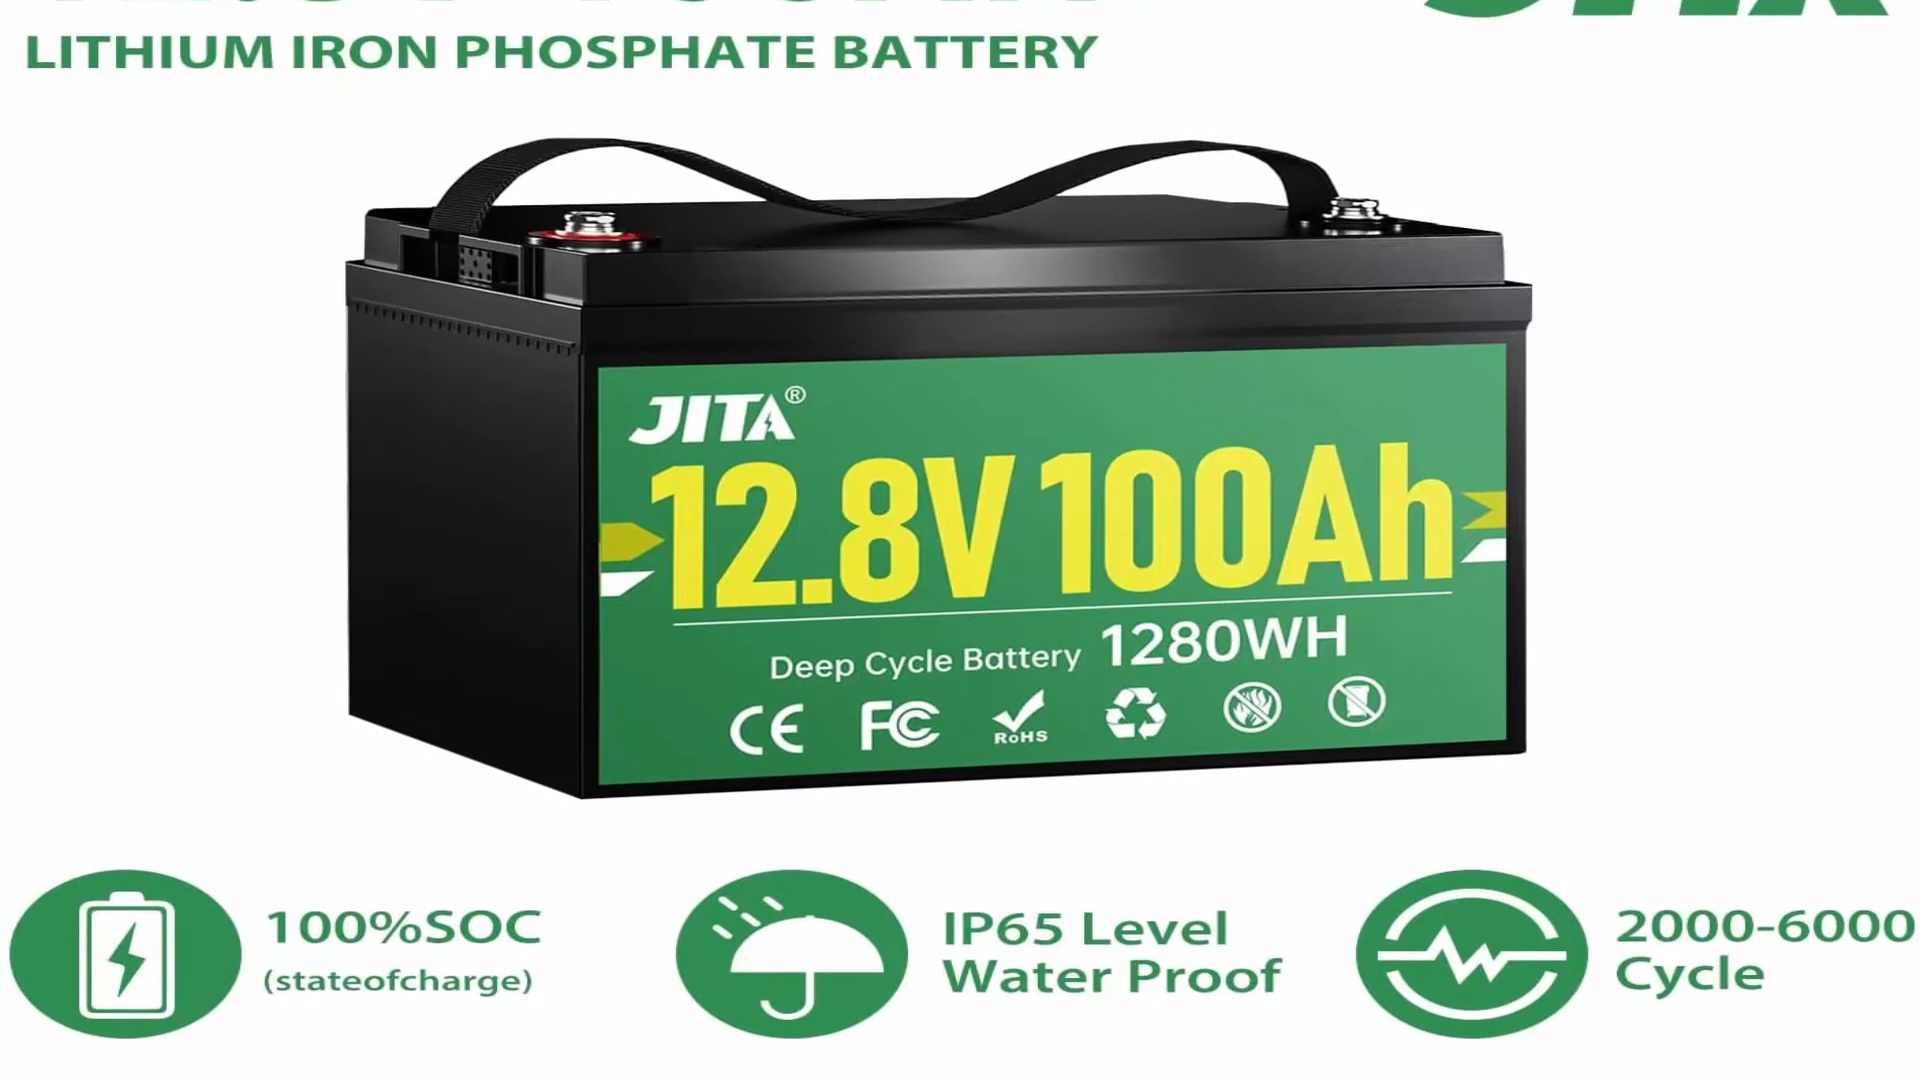 LITHIUM IRON PHOSPHATE BATTERY
JITA®
12.8V 100Ah
Deep Cycle Battery 1280WH
CE FC RoHS
100%SOC
(stateofcharge)
IP65 Level
Water Proof
2000-6000
Cycle